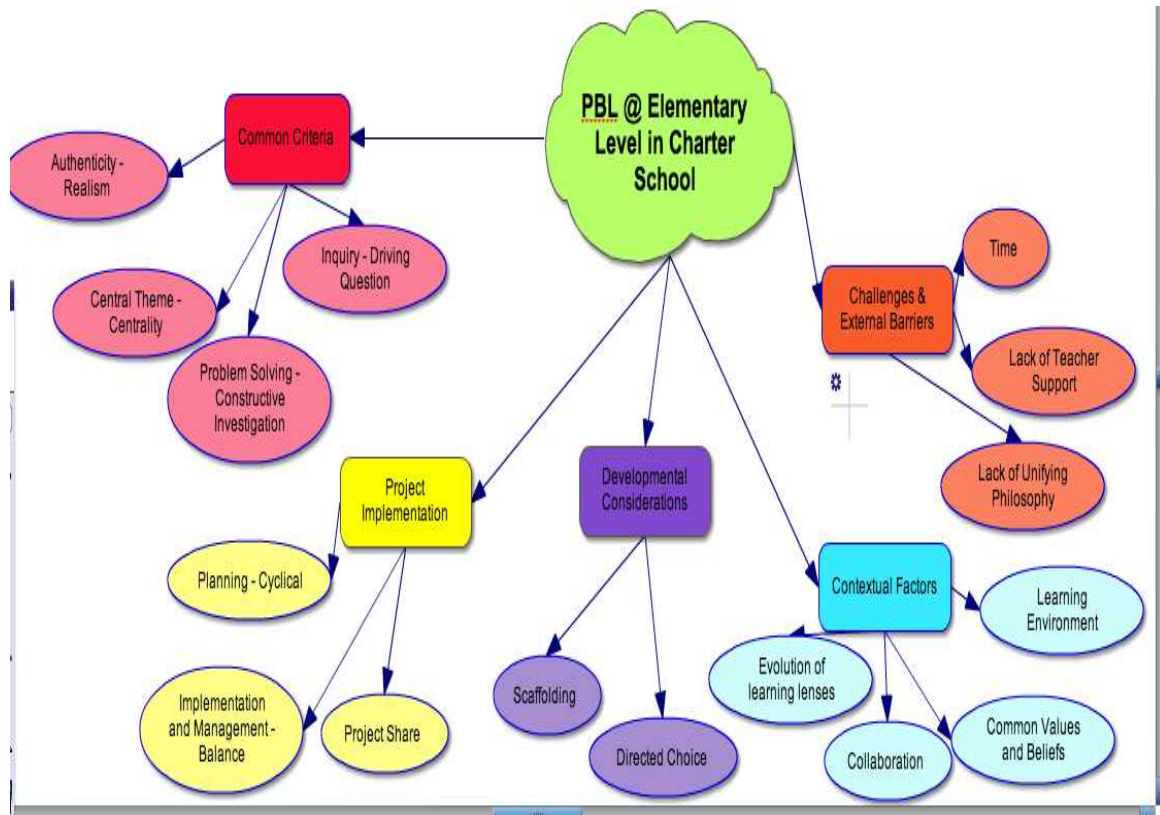 PBL @ Elementary
Level in Charter
School
Common Criteria
Authenticity -
Realism
Inquiry - Driving
Question
Central Theme -
Centrality
Problem Solving -
Constructive
Investigation
Time
Challenges &
External Barriers
Lack of Teacher
Support
Lack of Unifying
Philosophy
Project
Implementation
Planning - Cyclical
Implementation
and Management -
Balance
Project Share
Developmental
Considerations
Scaffolding
Directed Choice
Contextual Factors
Learning
Environment
Evolution of
learning lenses
Common Values
and Beliefs
Collaboration